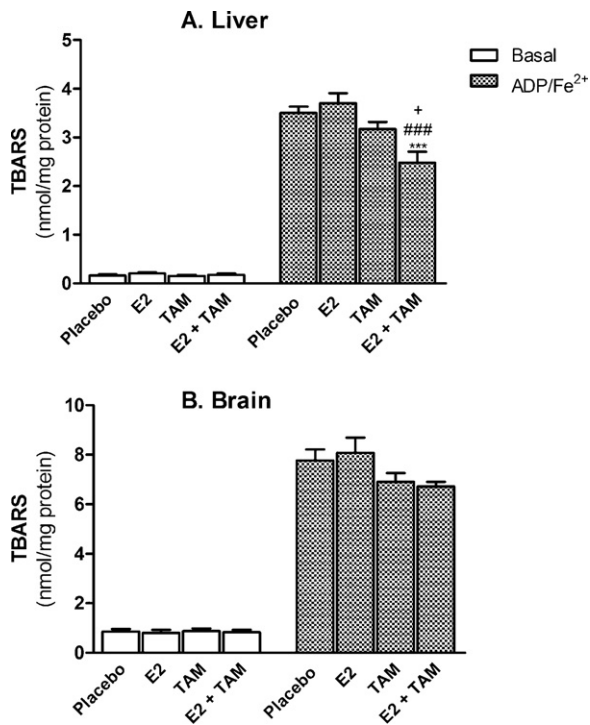 A. Liver
Basal
ADP/Fe²⁺
TBARS
(nmol/mg protein)
5
4
3
2
1
0
+
###
***
Placebo
E2
TAM
E2 + TAM
Placebo
E2
TAM
E2 + TAM
B. Brain
TBARS
(nmol/mg protein)
10
8
6
4
2
0
Placebo
E2
TAM
E2 + TAM
Placebo
E2
TAM
E2 + TAM